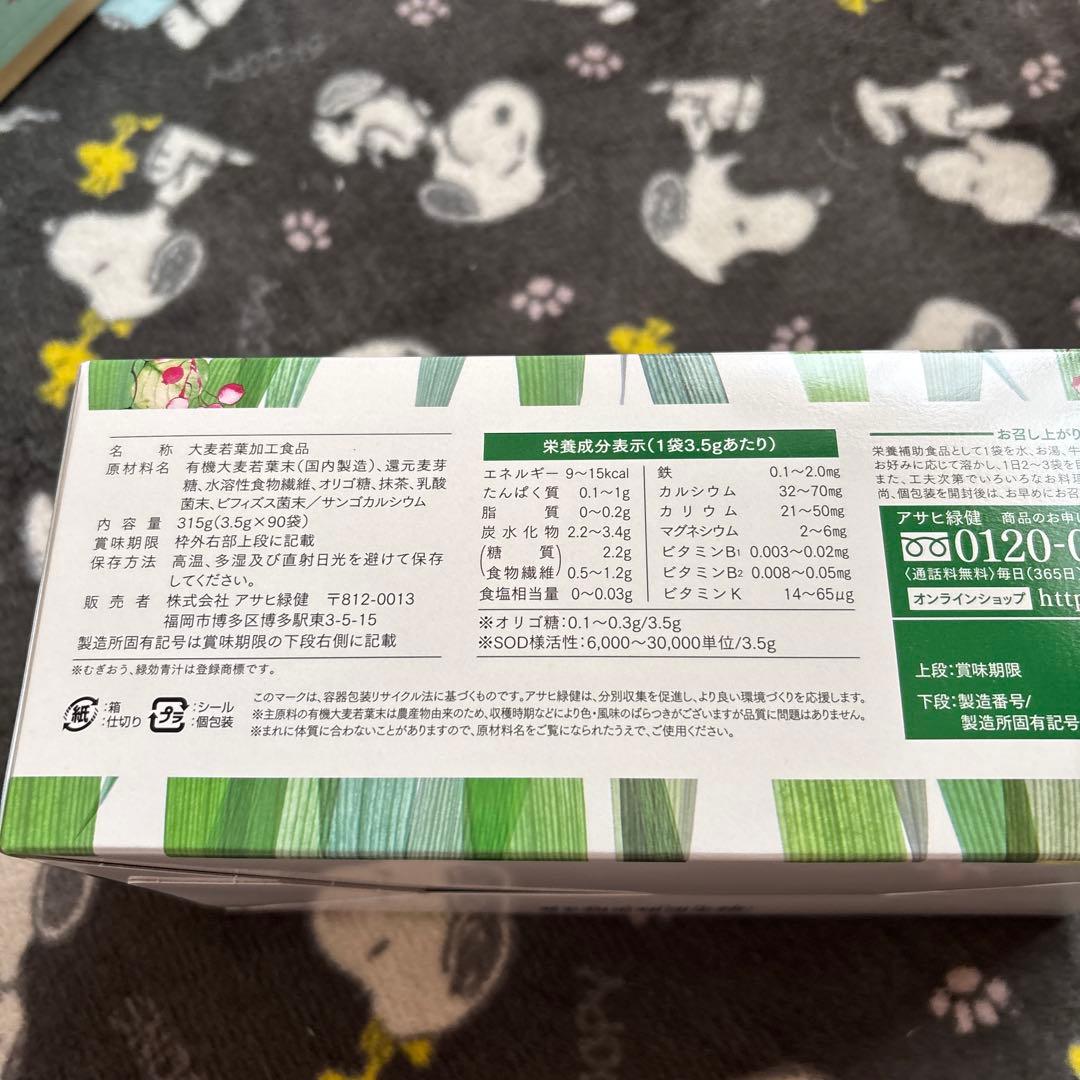 名 称 大麦若葉加工食品
原材料名 有機大麦若葉末(国内製造)、還元麦芽
糖、水溶性食物繊維、オリゴ糖、抹茶、乳酸
菌末、ビフィズス菌末／サンゴカルシウム
内 容 量 315g(3.5g×90袋)
賞味期限 枠外右部上段に記載
保存方法 高温、多湿及び直射日光を避けて保存
してください。
販 売 者 株式会社 アサヒ緑健 〒812-0013
福岡市博多区博多駅東3-5-15
製造所固有記号は賞味期限の下段右側に記載
※むぎおう、緑効青汁は登録商標です。
栄養成分表示(1袋3.5gあたり)
エネルギー 9〜15kcal
たんぱく質 0.1〜1g
脂 質 0〜0.2g
炭水化物 2.2〜3.4g
糖 質 2.2g
食物繊維 0.5〜1.2g
食塩相当量 0〜0.03g
鉄 0.1〜2.0mg
カルシウム 32〜70mg
カリウム 21〜50mg
マグネシウム 2〜6mg
ビタミンB1 0.003〜0.02mg
ビタミンB2 0.008〜0.05mg
ビタミンK 14〜65μg
※オリゴ糖:0.1〜0.3g/3.5g
※SOD様活性:6,000〜30,000単位/3.5g
お召し上がり
栄養補助食品として1袋を水、お湯、牛
お好みに応じて溶かし、1日2〜3袋を目
また、工夫次第でいろいろなお料理
尚、個包装を開封後は、お早めにお召
アサヒ緑健 商品のお申し
0120-0
〈通話料無料〉毎日(365日)
オンラインショップ http
上段:賞味期限
下段:製造番号/
製造所固有記号
紙 :箱
:仕切り
プラ :シール
:個包装
このマークは、容器包装リサイクル法に基づくものです。アサヒ緑健は、分別収集を促進し、より良い環境づくりを応援します。
※主原料の有機大麦若葉末は農産物由来のため、収穫時期などにより色・風味のばらつきがございますが品質に問題はありません。
※まれに体質に合わないことがありますので、原材料名をご覧になられたうえで、ご使用ください。